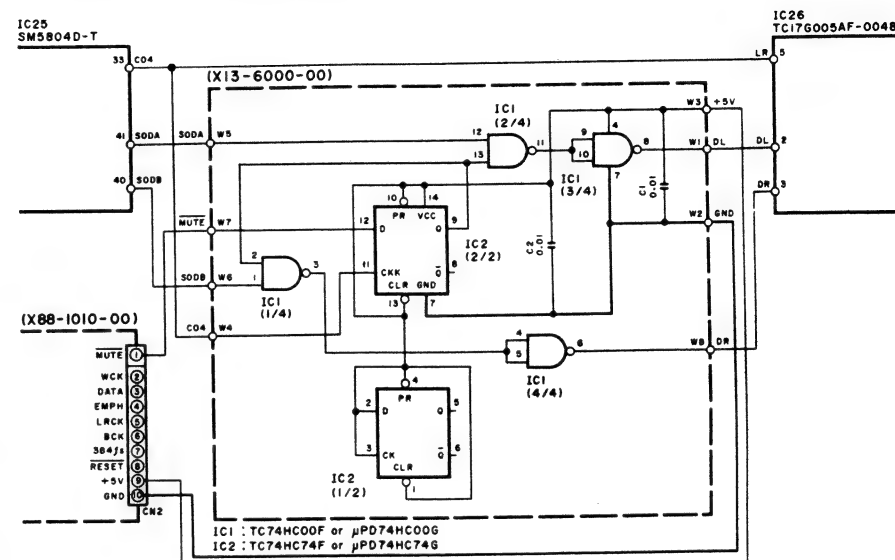 IC25
SM5804D-T
IC26
TC17G005AF-0048
33 CO4
LR 5
(X13-6000-00)
W3 +5V
IC1
(2/4)
41 SODA SODA W5
12
13
11
9
10
4
8
7
W1 DL DL 2
IC1
(3/4)
C1
0.01
40 SODB
DR 3
10 14
PR VCC
MUTE W7
12 D Q 9
IC2
(2/2)
C2
0.01
W2 GND
2
1
3
11 CKK Q 8
CLR GND
13 7
SODB W6
IC1
(1/4)
(X88-1010-00)
CO4 W4
4
5
6
W8 DR
IC1
(4/4)
MUTE 1
WCK 2
DATA 3
EMPH 4
LRCK 5
BCK 6
384fs 7
RESET 8
+5V 9
GND 10
CN2
4
PR
2 D Q 5
3 CK Q 6
CLR
1
IC2
(1/2)
IC1 : TC74HC00F or µPD74HC00G
IC2 : TC74HC74F or µPD74HC74G